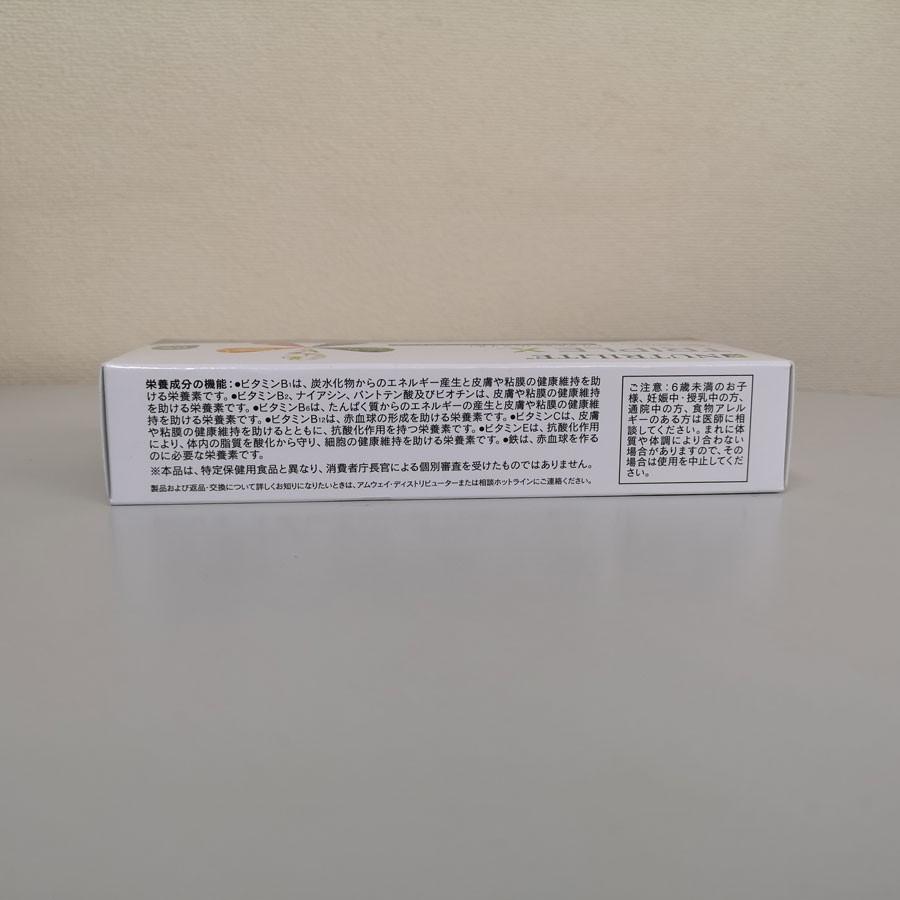 NUTRILITE
栄養成分の機能:●ビタミンB1は、炭水化物からのエネルギー産生と皮膚や粘膜の健康維持を助
ける栄養素です。●ビタミンB2、ナイアシン、パントテン酸及びビオチンは、皮膚や粘膜の健康維持
を助ける栄養素です。●ビタミンB6は、たんぱく質からのエネルギーの産生と皮膚や粘膜の健康維
持を助ける栄養素です。●ビタミンB12は、赤血球の形成を助ける栄養素です。●ビタミンCは、皮膚
や粘膜の健康維持を助けるとともに、抗酸化作用を持つ栄養素です。●ビタミンEは、抗酸化作用
により、体内の脂質を酸化から守り、細胞の健康維持を助ける栄養素です。●鉄は、赤血球を作る
のに必要な栄養素です。
※本品は、特定保健用食品と異なり、消費者庁長官による個別審査を受けたものではありません。
製品および返品・交換について詳しくお知りになりたいときは、アムウェイ・ディストリビューターまたは相談ホットラインにご連絡ください。
ご注意:6歳未満のお子
様、妊娠中・授乳中の方、
通院中の方、食物アレル
ギーのある方は医師に相
談してください。まれに体
質や体調により合わない
場合がありますので、その
場合は使用を中止してくだ
さい。